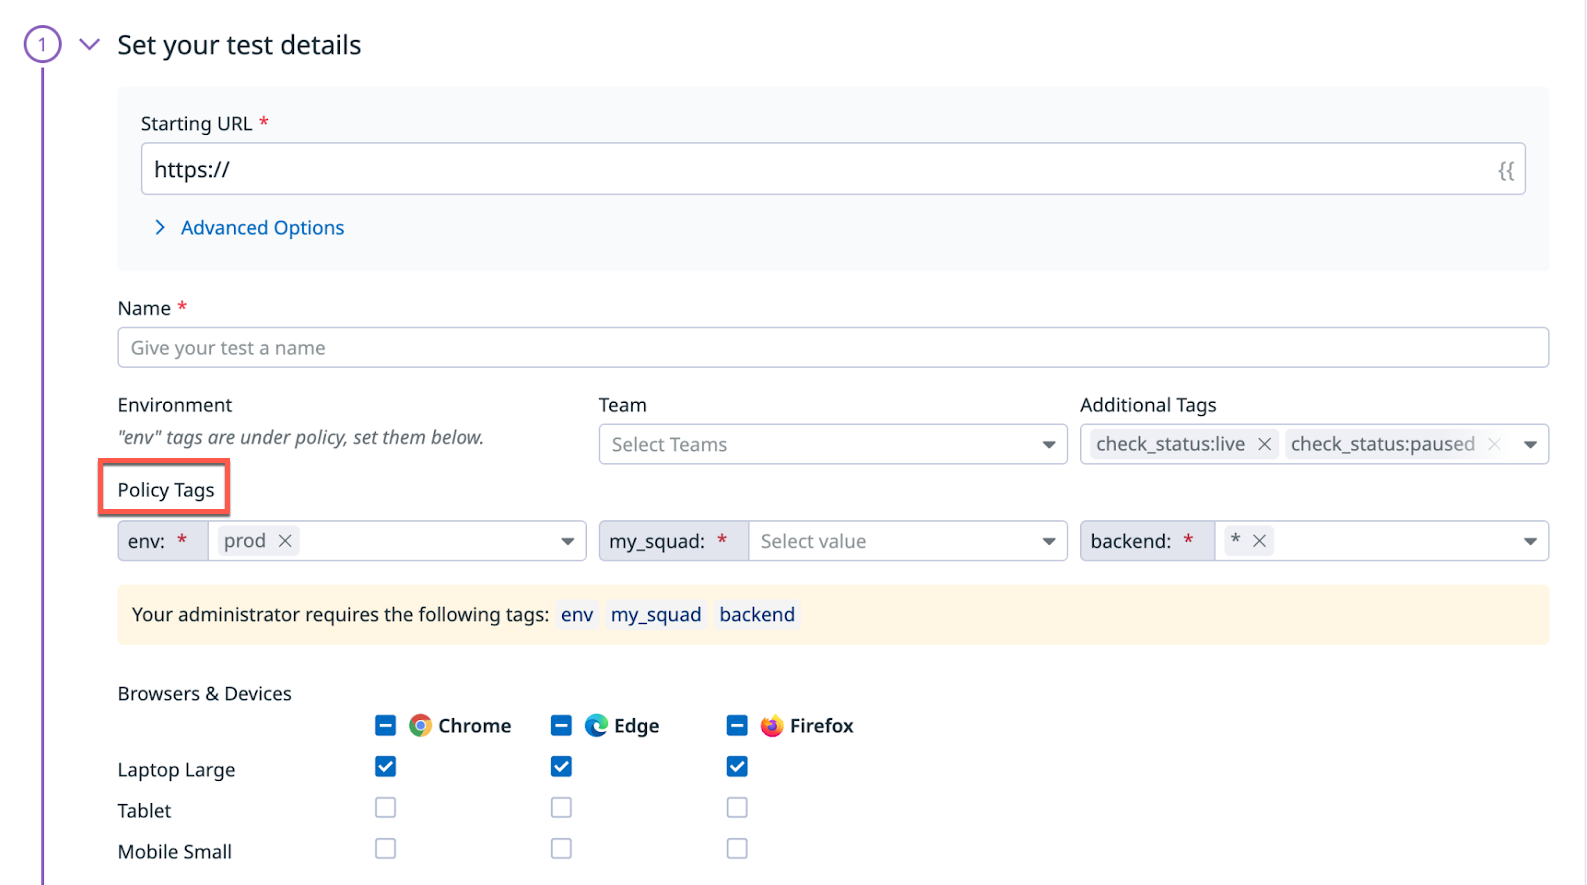 1 Set your test details
Starting URL *
https:// {{
Advanced Options
Name *
Give your test a name
Environment Team Additional Tags
"env" tags are under policy, set them below. Select Teams check_status:live check_status:paused
Policy Tags
env: * prod my_squad: * Select value backend: * *
Your administrator requires the following tags: env my_squad backend
Browsers & Devices
Chrome Edge Firefox
Laptop Large
Tablet
Mobile Small